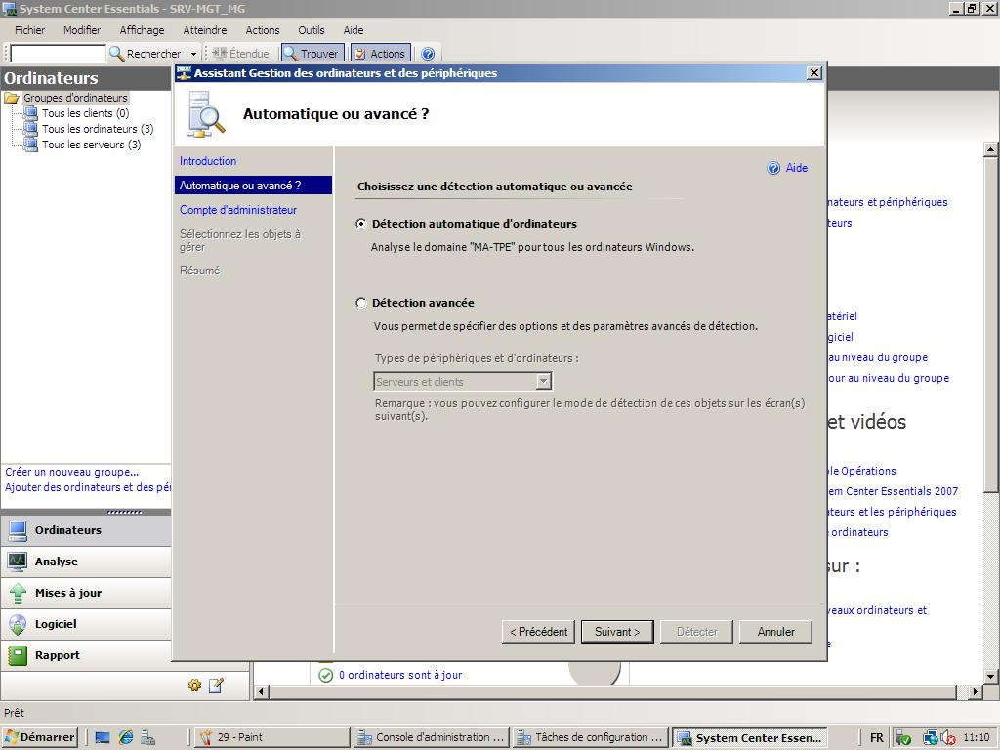 System Center Essentials - SRV-MGT_MG
Fichier Modifier Affichage Atteindre Actions Outils Aide
Rechercher Étendue Trouver Actions
Ordinateurs
Groupes d'ordinateurs
Tous les clients (0)
Tous les ordinateurs (3)
Tous les serveurs (3)
Créer un nouveau groupe...
Ajouter des ordinateurs et des pé
Ordinateurs
Analyse
Mises à jour
Logiciel
Rapport
Assistant Gestion des ordinateurs et des périphériques
Automatique ou avancé ?
Introduction
Automatique ou avancé ?
Compte d'administrateur
Sélectionnez les objets à
gérer
Résumé
Aide
Choisissez une détection automatique ou avancée
Détection automatique d'ordinateurs
Analyse le domaine "MA-TPE" pour tous les ordinateurs Windows.
Détection avancée
Vous permet de spécifier des options et des paramètres avancés de détection.
Types de périphériques et d'ordinateurs :
Serveurs et clients
Remarque : vous pouvez configurer le mode de détection de ces objets sur les écran(s)
suivant(s).
< Précédent Suivant > Détecter Annuler
nateurs et périphériques
teurs
atériel
giciel
au niveau du groupe
our au niveau du groupe
et vidéos
le Opérations
em Center Essentials 2007
ateurs et les périphériques
ordinateurs
sur :
veaux ordinateurs et
0 ordinateurs sont à jour
Prêt
Démarrer 29 - Paint Console d'administration ... Tâches de configuration ... System Center Essen... FR 11:10